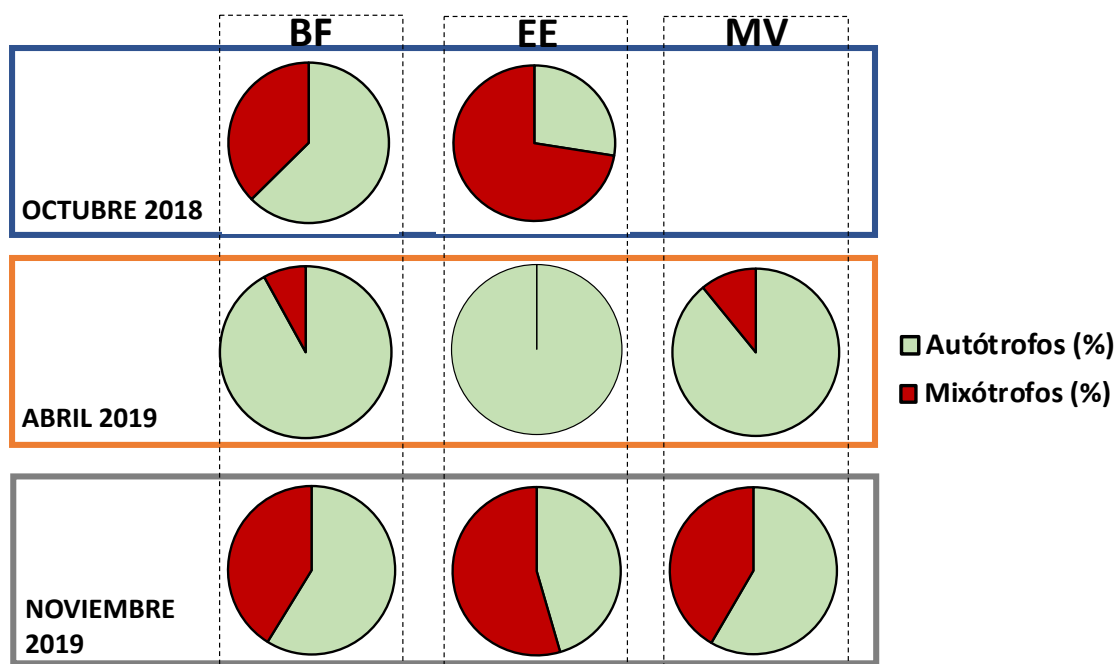 BF EE MV
OCTUBRE 2018
ABRIL 2019
Autótrofos (%)
Mixótrofos (%)
NOVIEMBRE
2019